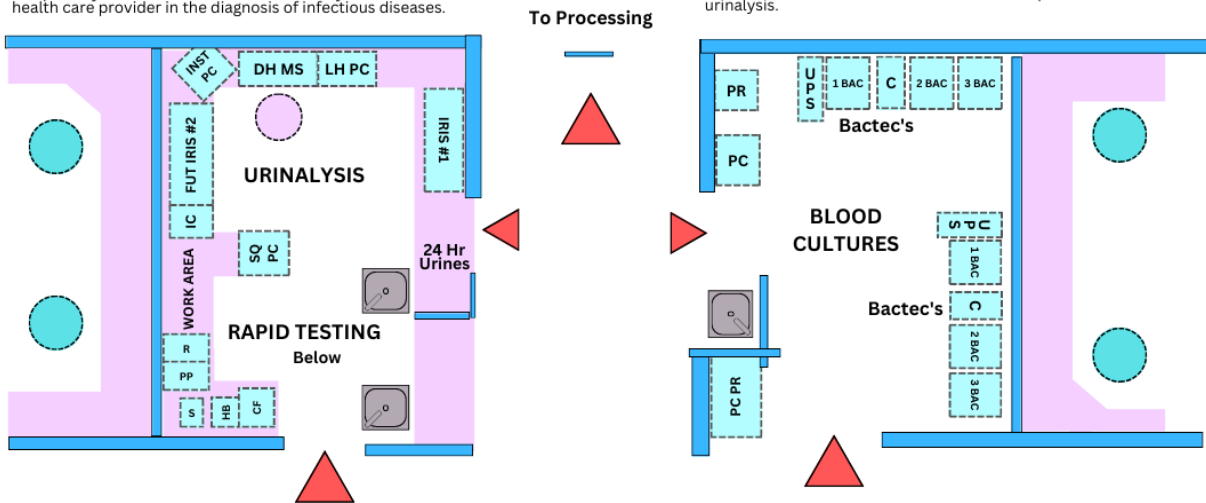 health care provider in the diagnosis of infectious diseases.
urinalysis.
To Processing
INST
PC
DH MS
LH PC
FUT IRIS #2
IRIS #1
URINALYSIS
IC
SQ
PC
24 Hr
Urines
WORK AREA
RAPID TESTING
Below
R
PP
S
HB
CF
PR
UPS
1 BAC
C
2 BAC
3 BAC
Bactec's
PC
BLOOD
CULTURES
UPS
1 BAC
Bactec's
C
2 BAC
3 BAC
PC PR